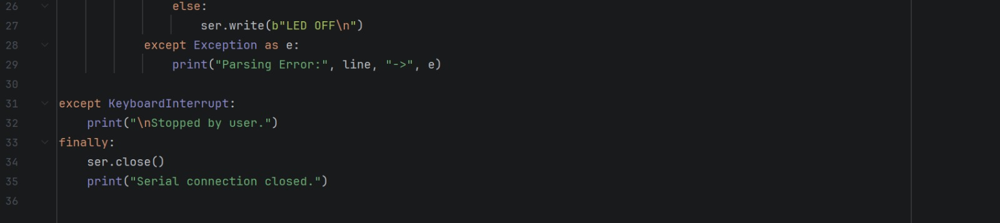 26 else:
27 ser.write(b"LED OFF\n")
28 except Exception as e:
29 print("Parsing Error:", line, "->", e)
30
31 except KeyboardInterrupt:
32 print("\nStopped by user.")
33 finally:
34 ser.close()
35 print("Serial connection closed.")
36